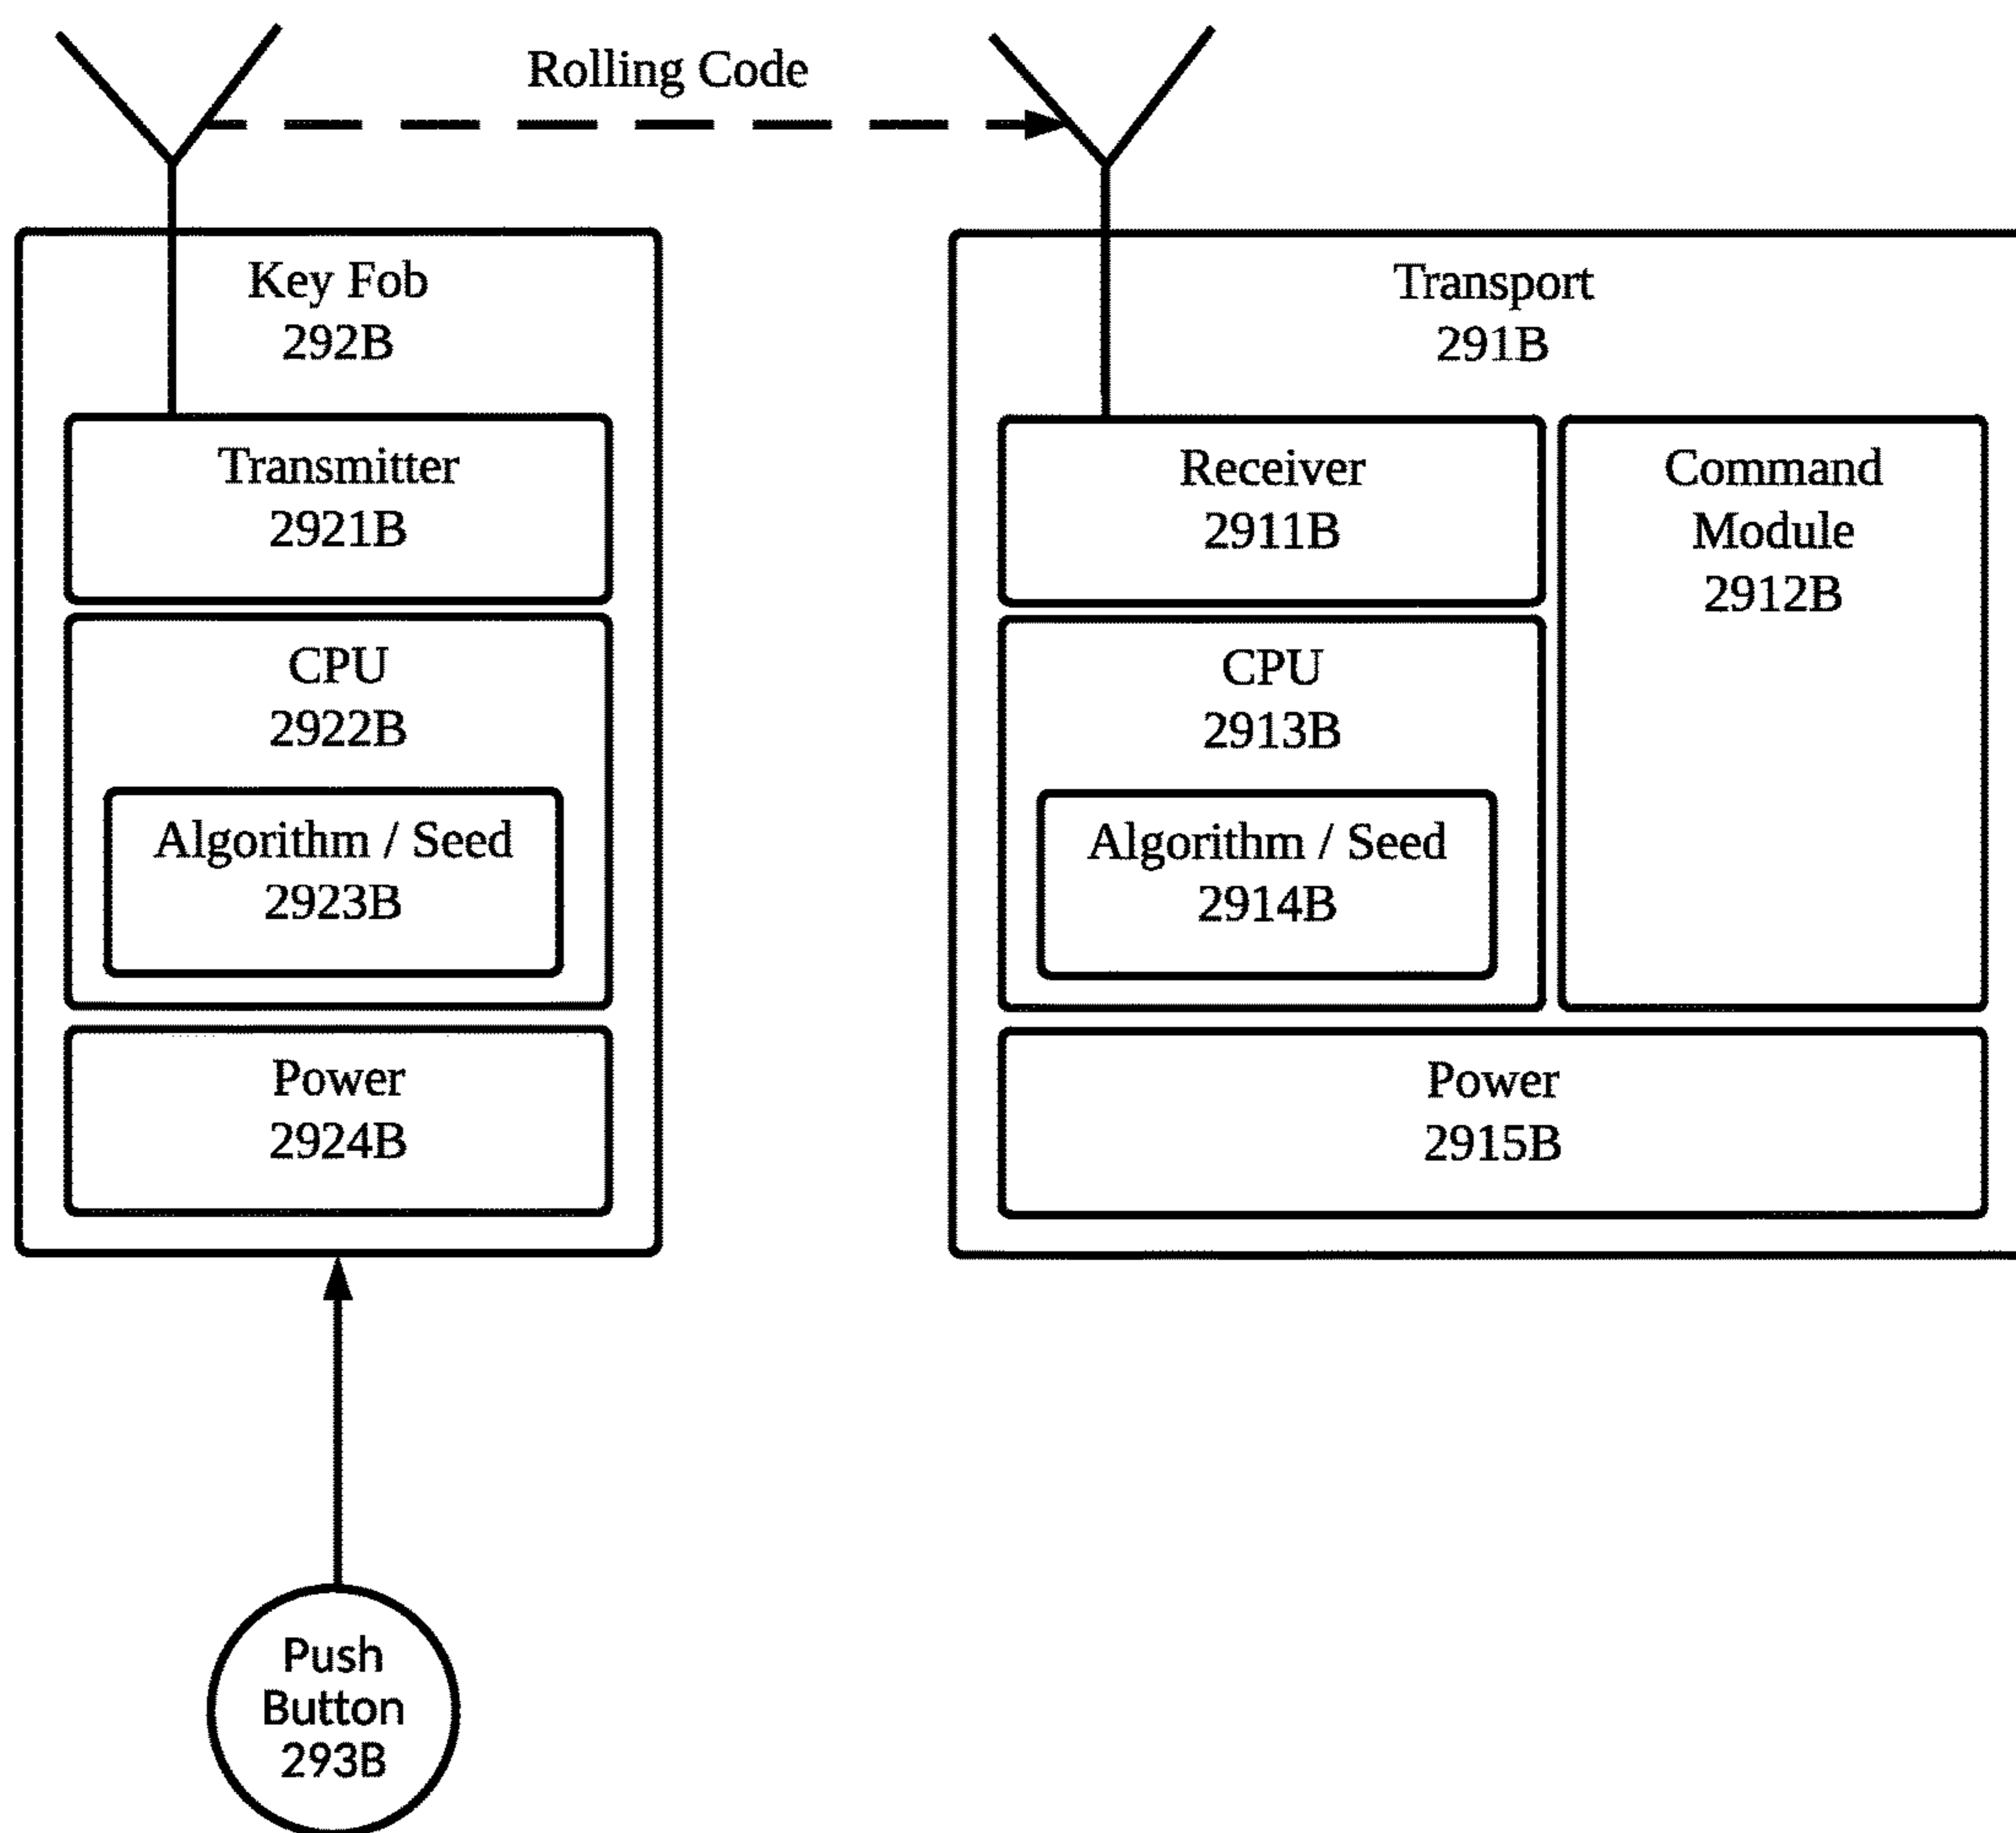 Rolling Code
Key Fob
292B
Transmitter
2921B
CPU
2922B
Algorithm / Seed
2923B
Power
2924B
Push
Button
293B
Transport
291B
Receiver
2911B
Command
Module
2912B
CPU
2913B
Algorithm / Seed
2914B
Power
2915B